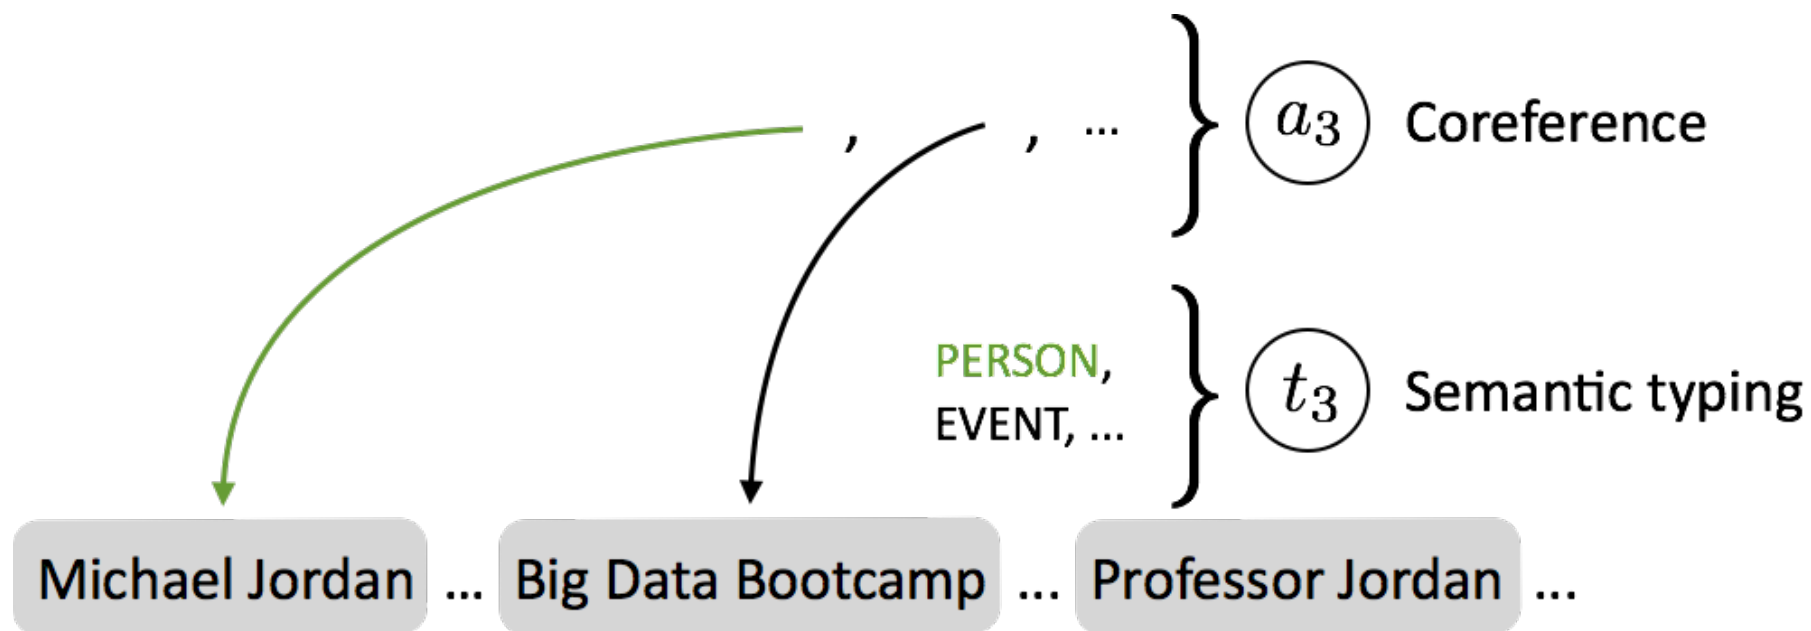 , , ... } a₃ Coreference
PERSON,
EVENT, ... } t₃ Semantic typing
Michael Jordan ... Big Data Bootcamp ... Professor Jordan ...